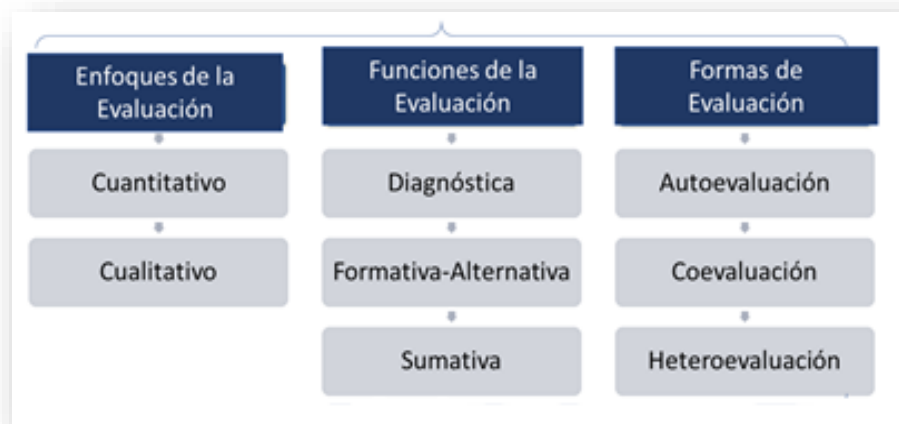 Enfoques de la
Evaluación
Cuantitativo
Cualitativo
Funciones de la
Evaluación
Diagnóstica
Formativa-Alternativa
Sumativa
Formas de
Evaluación
Autoevaluación
Coevaluación
Heteroevaluación